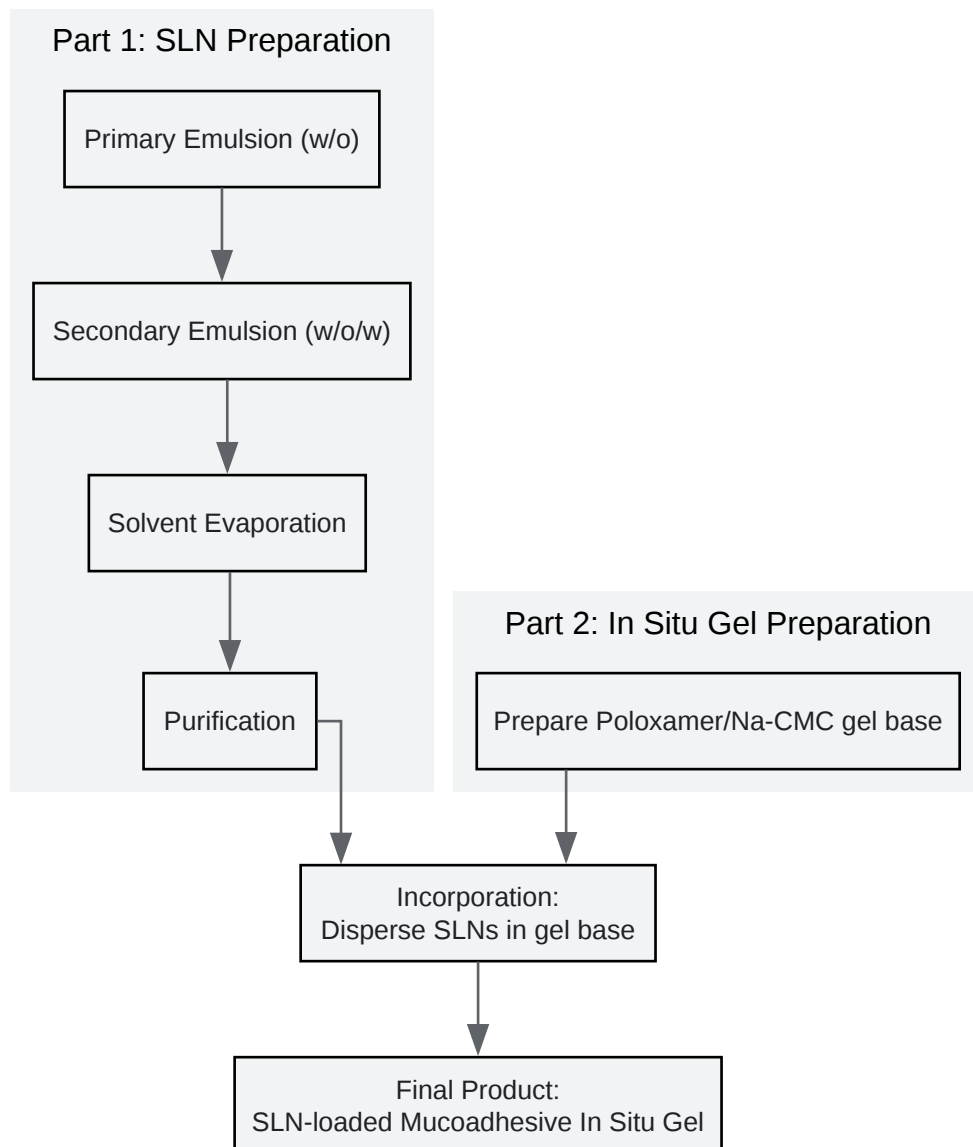 Part 1: SLN Preparation
Primary Emulsion (w/o)
Secondary Emulsion (w/o/w)
Solvent Evaporation
Purification
Part 2: In Situ Gel Preparation
Prepare Poloxamer/Na-CMC gel base
Incorporation:
Disperse SLNs in gel base
Final Product:
SLN-loaded Mucoadhesive In Situ Gel